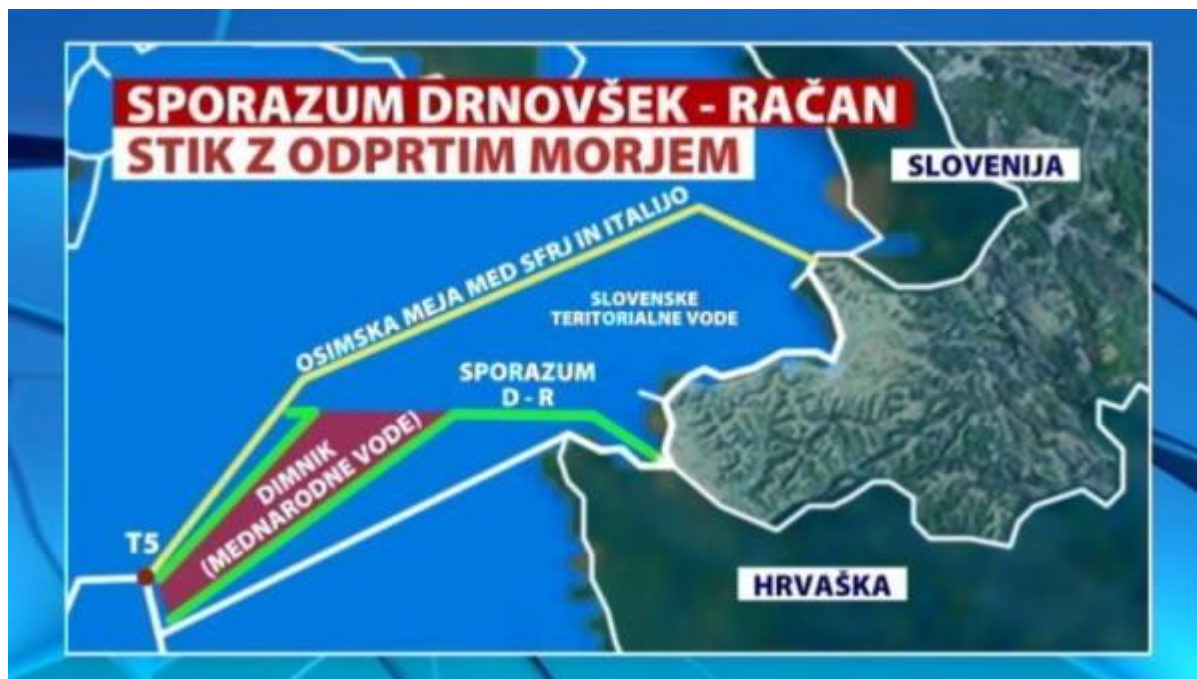 SPORAZUM DRNOVŠEK - RAČAN
STIK Z ODPRTIM MORJEM
SLOVENIJA
OSIMSKA MEJA MED SFRJ IN ITALIJO
SLOVENSKE
TERITORIALNE VODE
SPORAZUM
D - R
DIMNIK
(MEDNARODNE VODE)
T5
HRVAŠKA